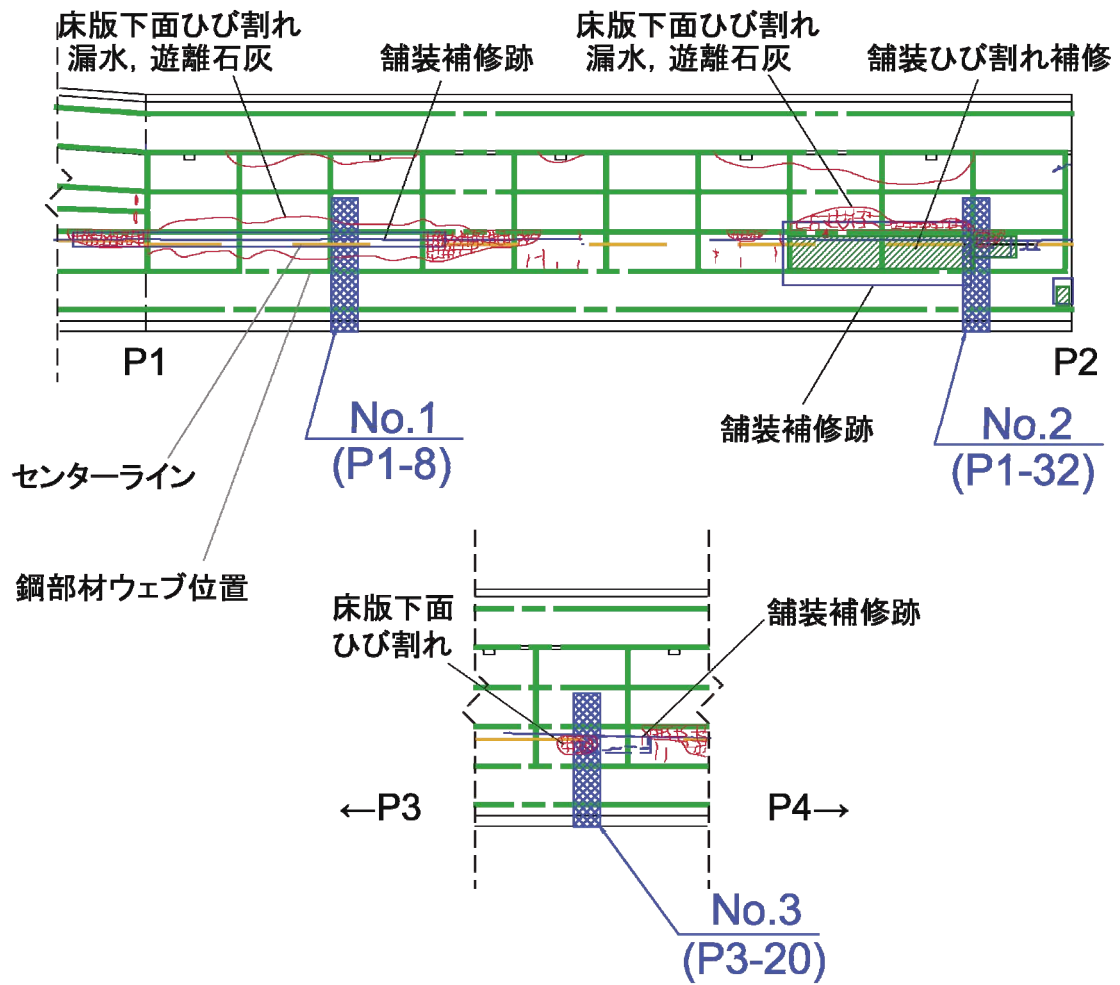 床版下面ひび割れ
漏水, 遊離石灰
舗装補修跡
床版下面ひび割れ
漏水, 遊離石灰
舗装ひび割れ補修
P1
P2
No.1
(P1-8)
舗装補修跡
No.2
(P1-32)
センターライン
鋼部材ウェブ位置
床版下面
ひび割れ
舗装補修跡
←P3
P4→
No.3
(P3-20)